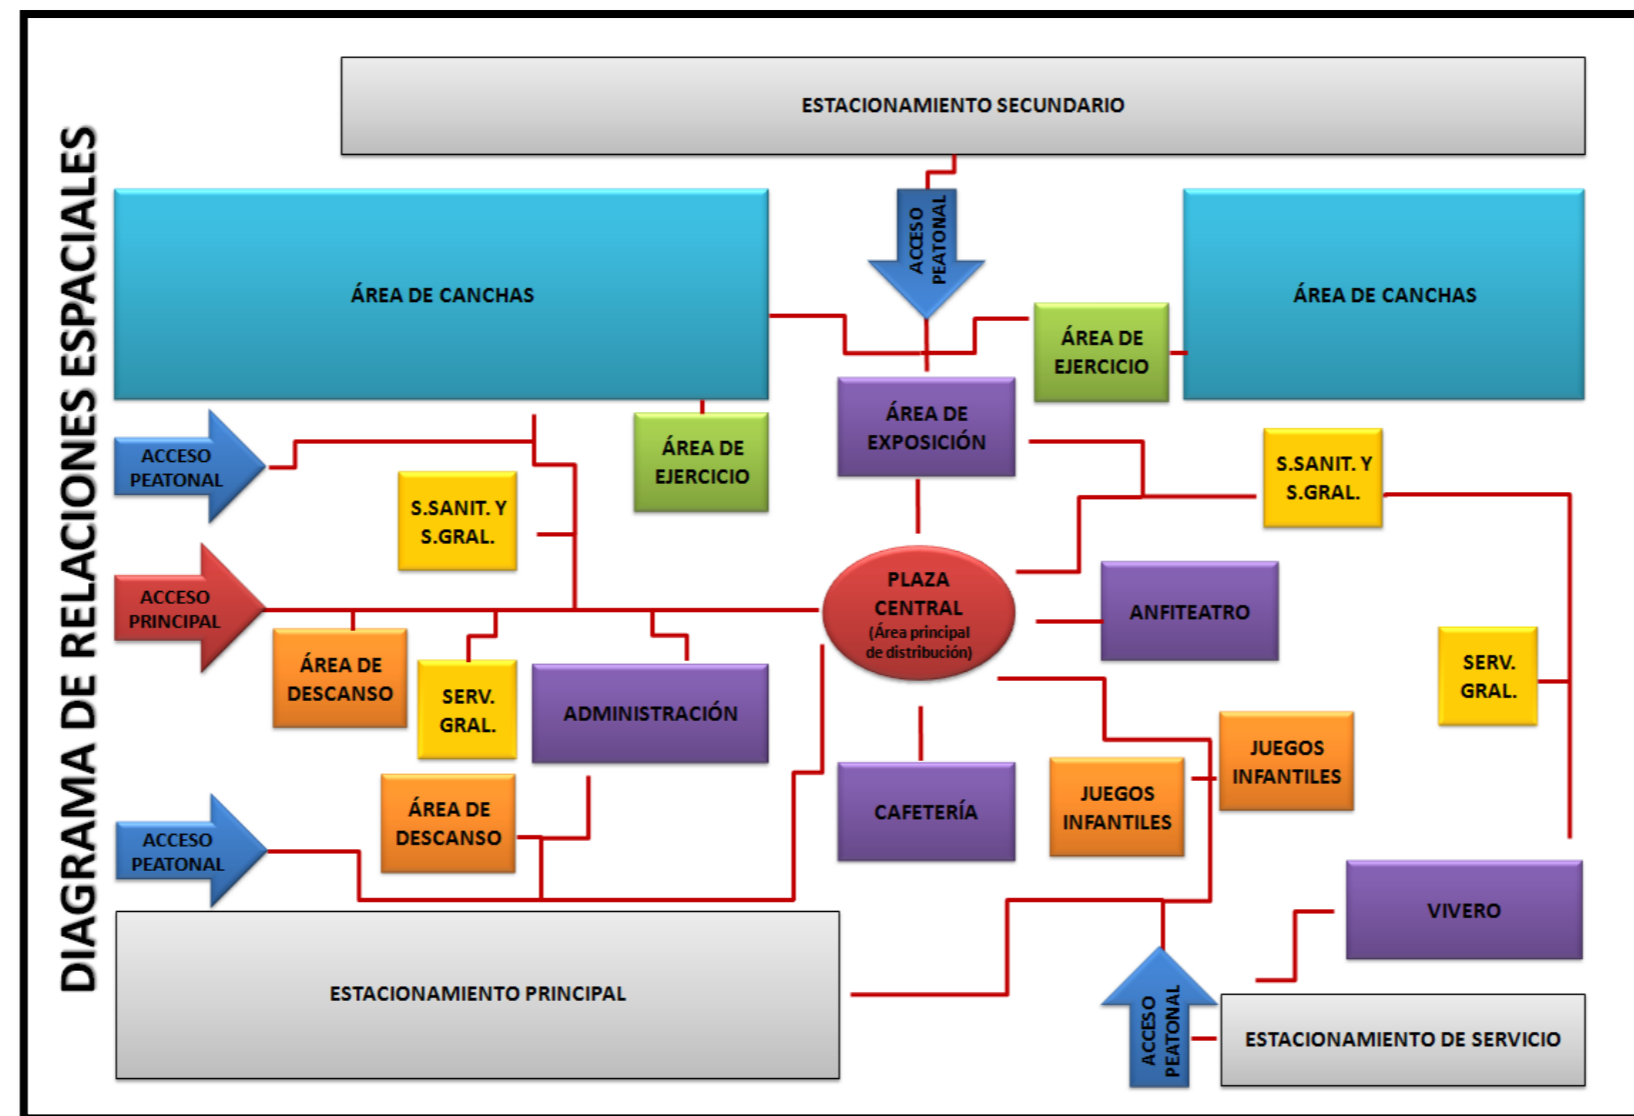 DIAGRAMA DE RELACIONES ESPACIALES
ESTACIONAMIENTO SECUNDARIO
ACCESO
PEATONAL
ÁREA DE CANCHAS
ÁREA DE CANCHAS
ÁREA DE
EJERCICIO
ÁREA DE
EXPOSICIÓN
ACCESO
PEATONAL
ÁREA DE
EJERCICIO
S.SANIT. Y
S.GRAL.
S.SANIT. Y
S.GRAL.
ACCESO
PRINCIPAL
PLAZA
CENTRAL
(Área principal
de distribución)
ANFITEATRO
ÁREA DE
DESCANSO
SERV.
GRAL.
ADMINISTRACIÓN
SERV.
GRAL.
JUEGOS
INFANTILES
ÁREA DE
DESCANSO
CAFETERÍA
JUEGOS
INFANTILES
ACCESO
PEATONAL
VIVERO
ESTACIONAMIENTO PRINCIPAL
ACCESO
PEATONAL
ESTACIONAMIENTO DE SERVICIO